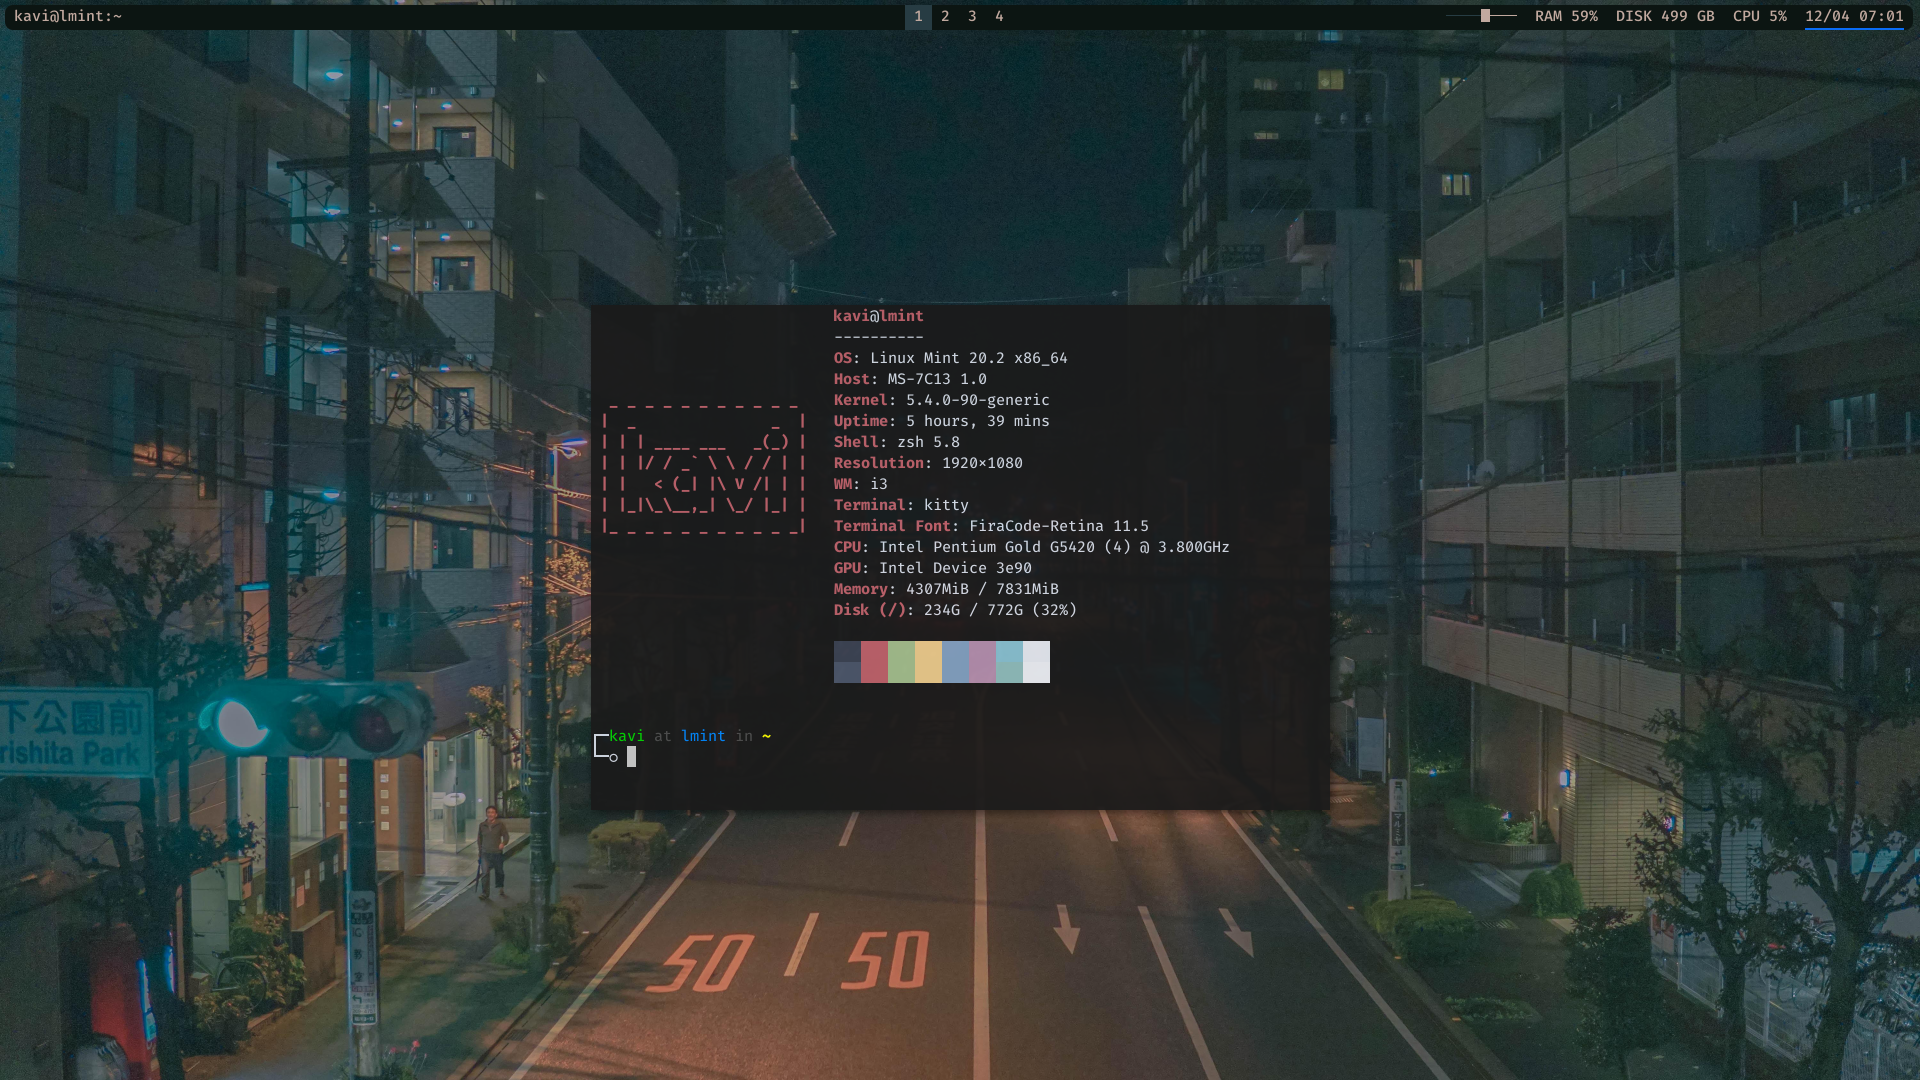 kavi@lmint:~
1 2 3 4
RAM 59% DISK 499 GB CPU 5% 12/04 07:01
kavi@lmint
----------
OS: Linux Mint 20.2 x86_64
Host: MS-7C13 1.0
Kernel: 5.4.0-90-generic
Uptime: 5 hours, 39 mins
Shell: zsh 5.8
Resolution: 1920×1080
WM: i3
Terminal: kitty
Terminal Font: FiraCode-Retina 11.5
CPU: Intel Pentium Gold G5420 (4) @ 3.800GHz
GPU: Intel Device 3e90
Memory: 4307MiB / 7831MiB
Disk (/): 234G / 772G (32%)
Kavi
kavi at lmint in ~
下公園前
rishita Park
50 50